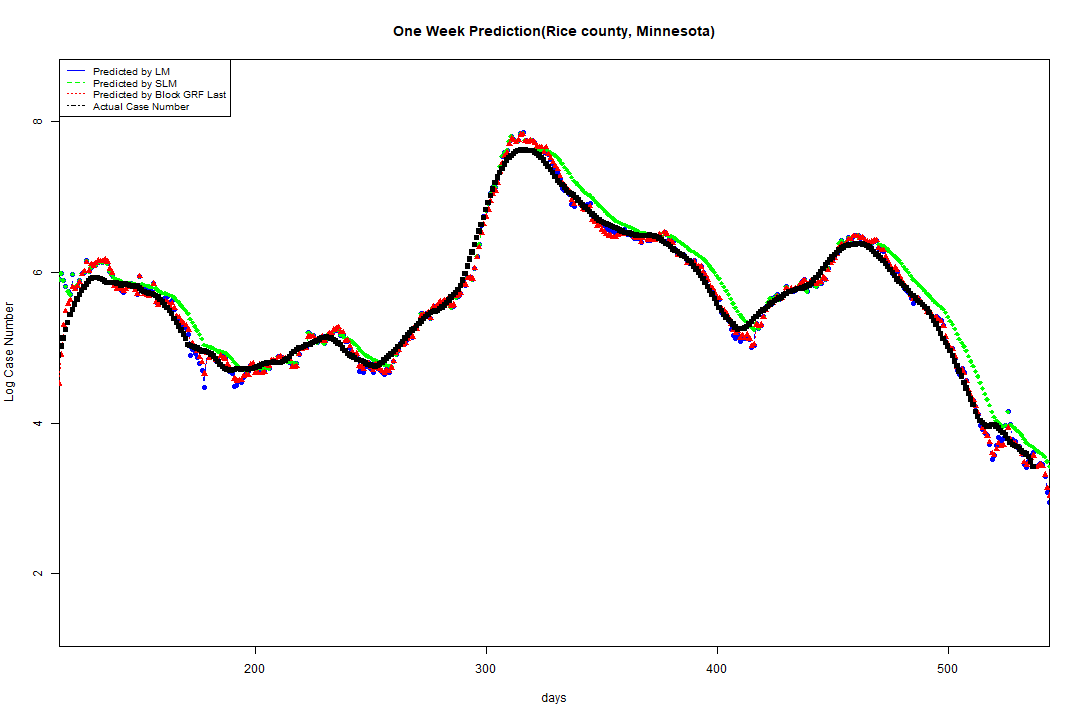 One Week Prediction(Rice county, Minnesota)
Predicted by LM
Predicted by SLM
Predicted by Block GRF Last
Actual Case Number
8
6
4
2
Log Case Number
200 300 400 500
days